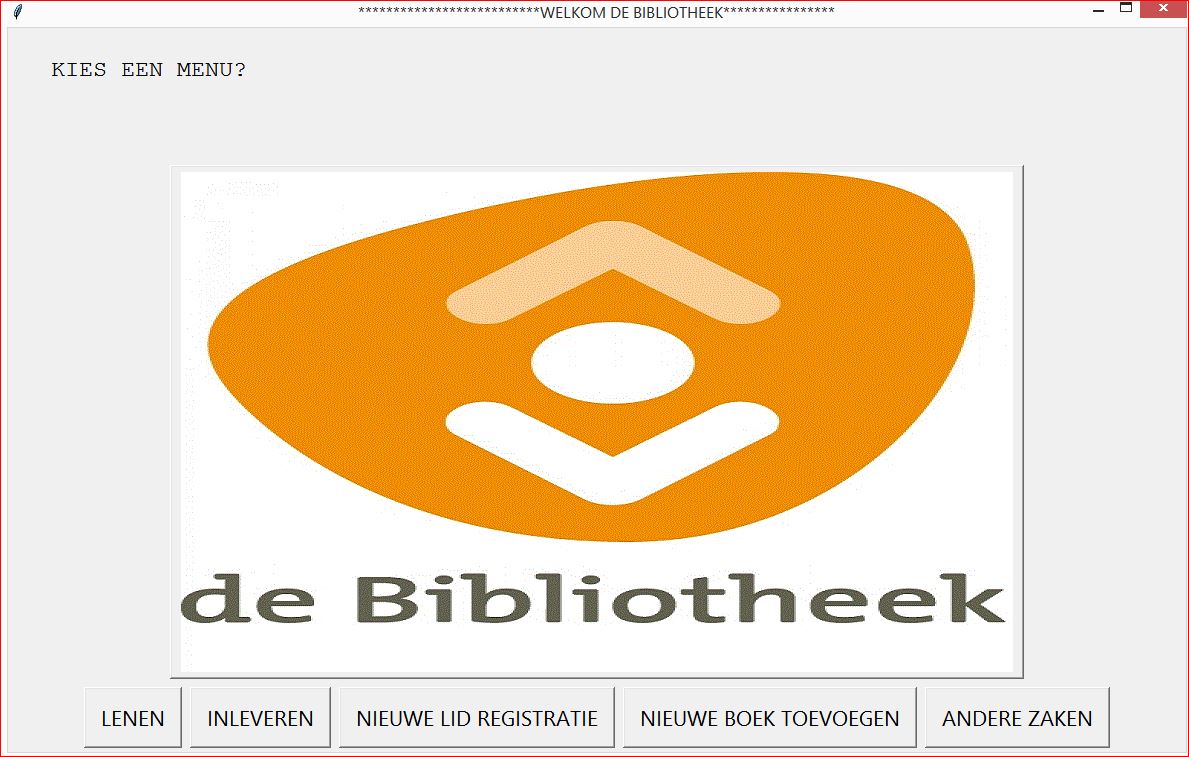 **************************WELKOM DE BIBLIOTHEEK****************
KIES EEN MENU?
de Bibliotheek
LENEN INLEVEREN NIEUWE LID REGISTRATIE NIEUWE BOEK TOEVOEGEN ANDERE ZAKEN